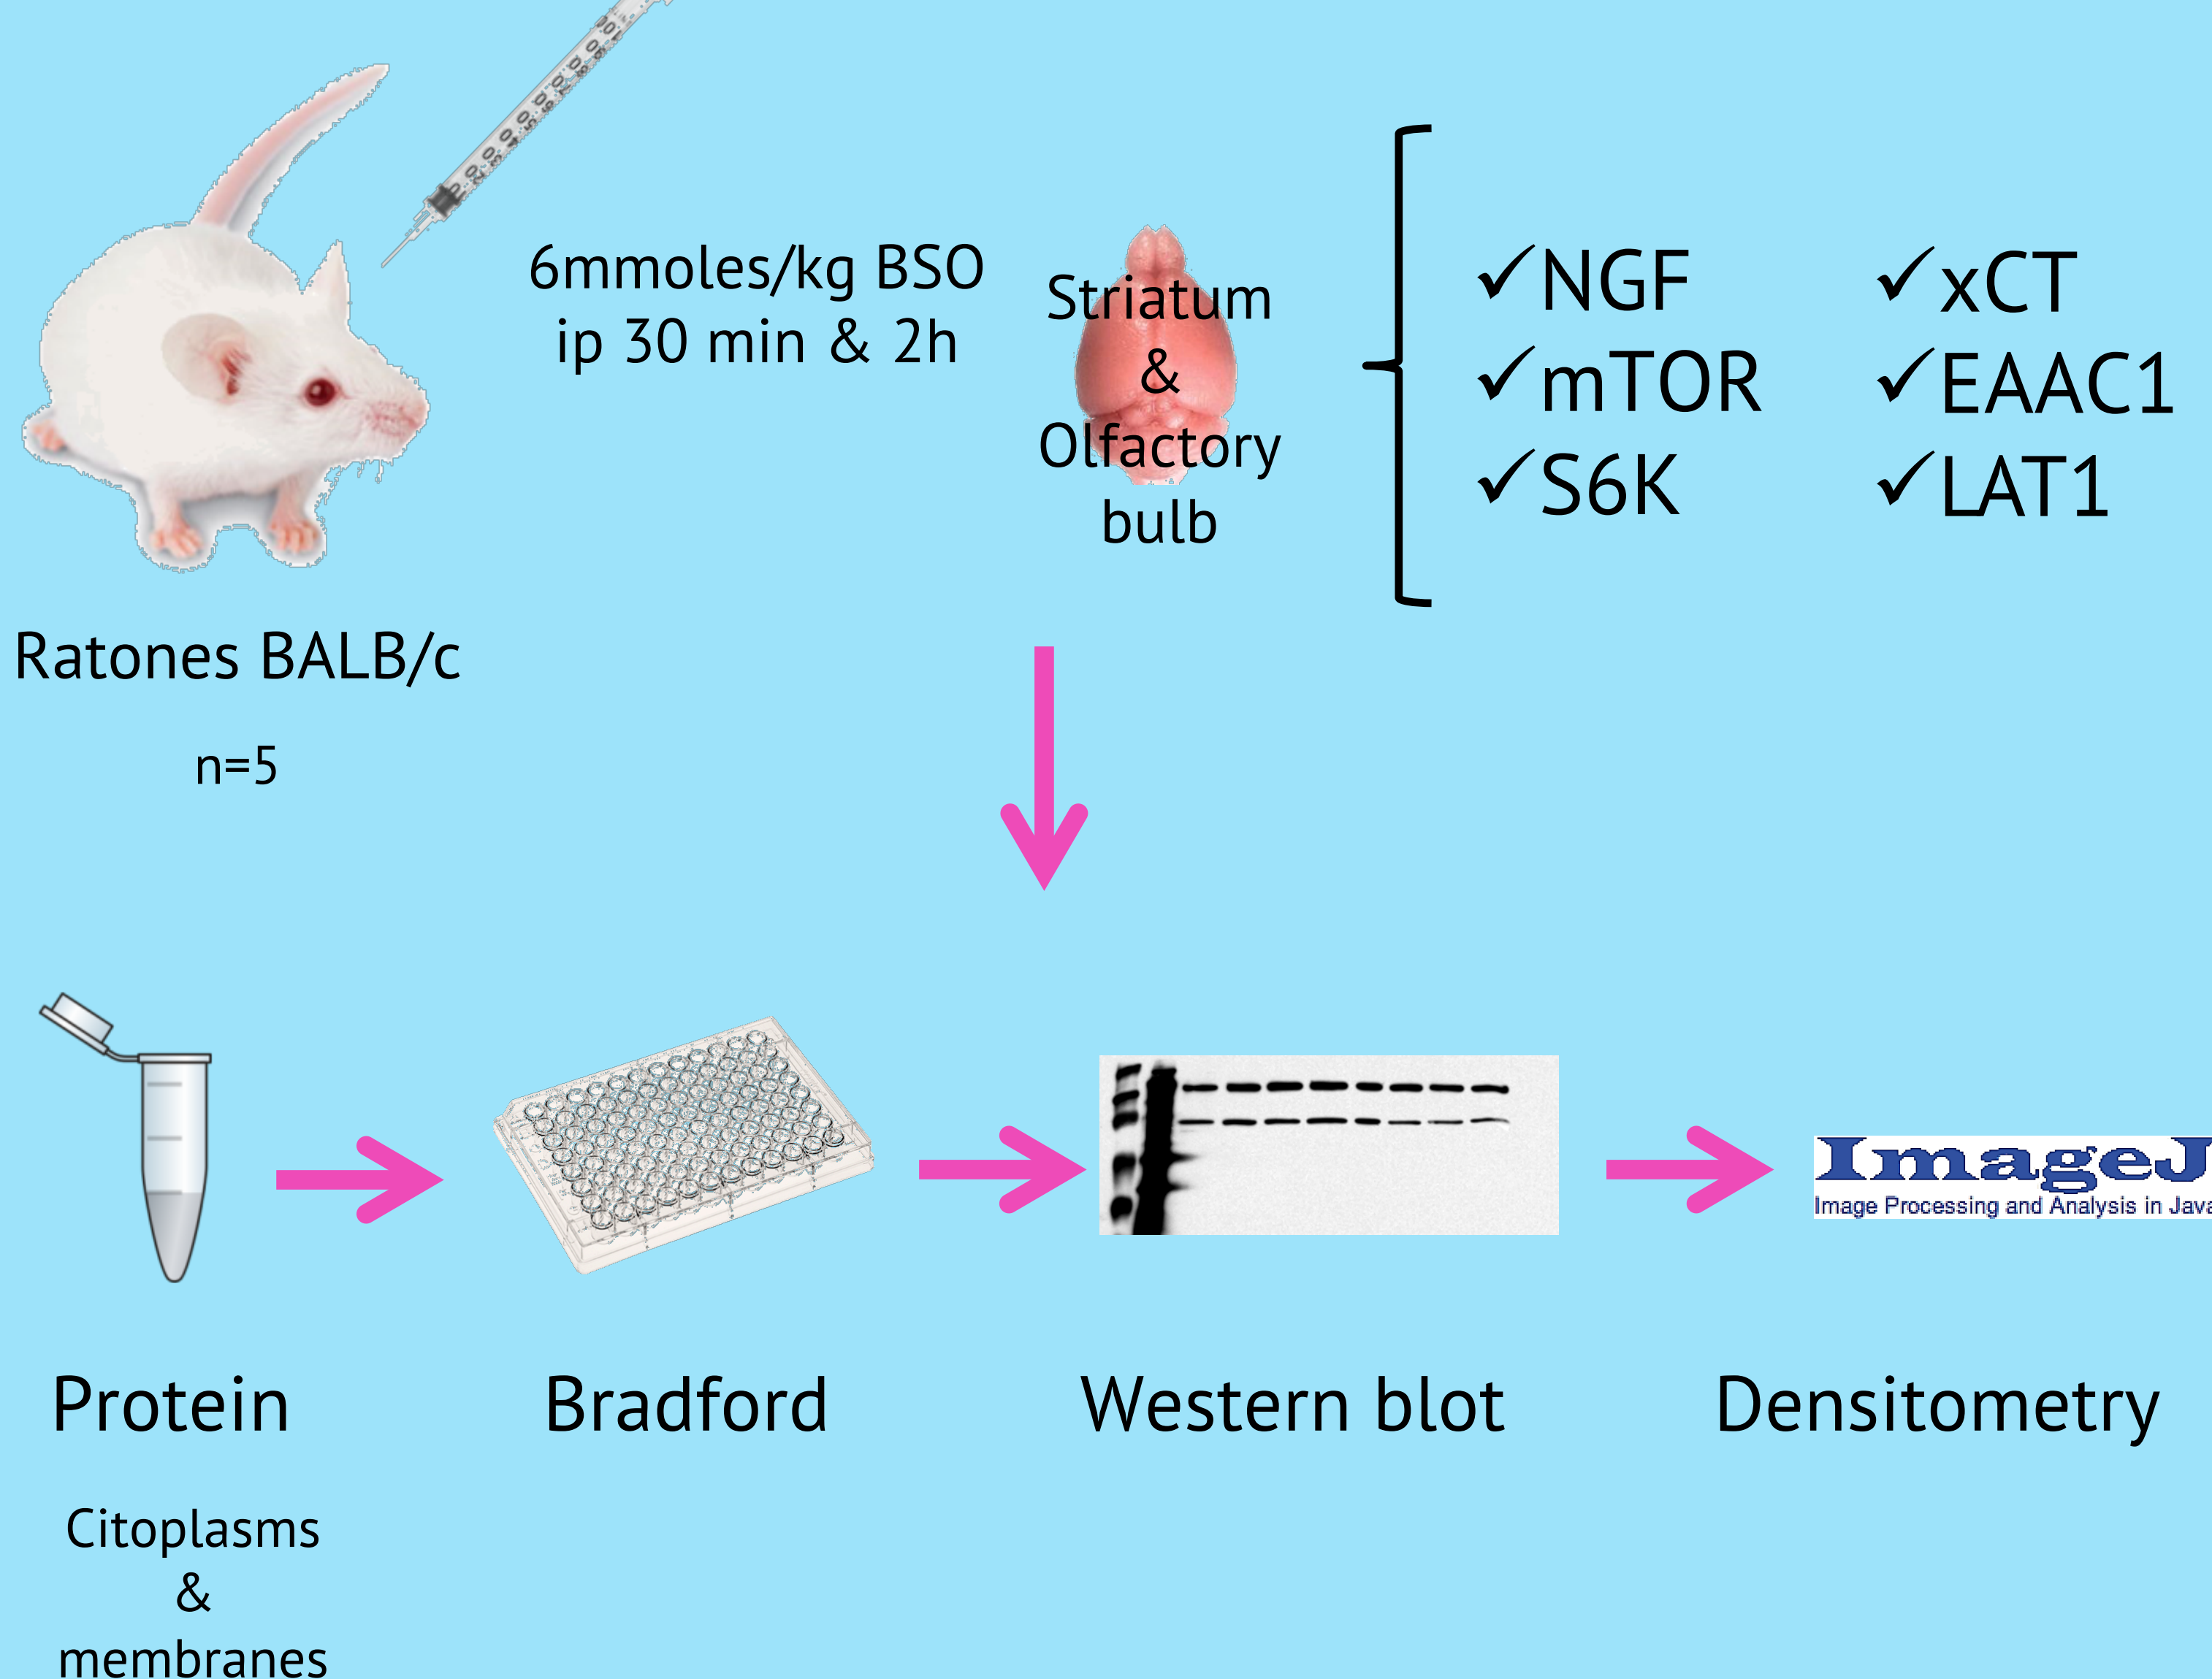 6mmoles/kg BSO
ip 30 min & 2h
Striatum
&
Olfactory
bulb
✓NGF
✓mTOR
✓S6K
✓xCT
✓EAAC1
✓LAT1
Ratones BALB/c
n=5
ImageJ
Image Processing and Analysis in Java
Protein
Bradford
Western blot
Densitometry
Citoplasms
&
membranes